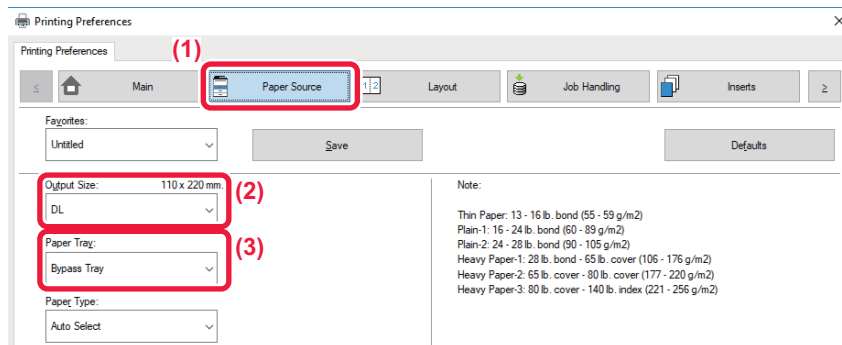 Printing Preferences
Printing Preferences
(1)
≤ Main Paper Source 1 2 Layout Job Handling Inserts ≥
Favorites:
Untitled Save Defaults
Output Size: 110 x 220 mm. (2)
DL
Paper Tray: (3)
Bypass Tray
Paper Type:
Auto Select
Note:
Thin Paper: 13 - 16 lb. bond (55 - 59 g/m2)
Plain-1: 16 - 24 lb. bond (60 - 89 g/m2)
Plain-2: 24 - 28 lb. bond (90 - 105 g/m2)
Heavy Paper-1: 28 lb. bond - 65 lb. cover (106 - 176 g/m2)
Heavy Paper-2: 65 lb. cover - 80 lb. cover (177 - 220 g/m2)
Heavy Paper-3: 80 lb. cover - 140 lb. index (221 - 256 g/m2)